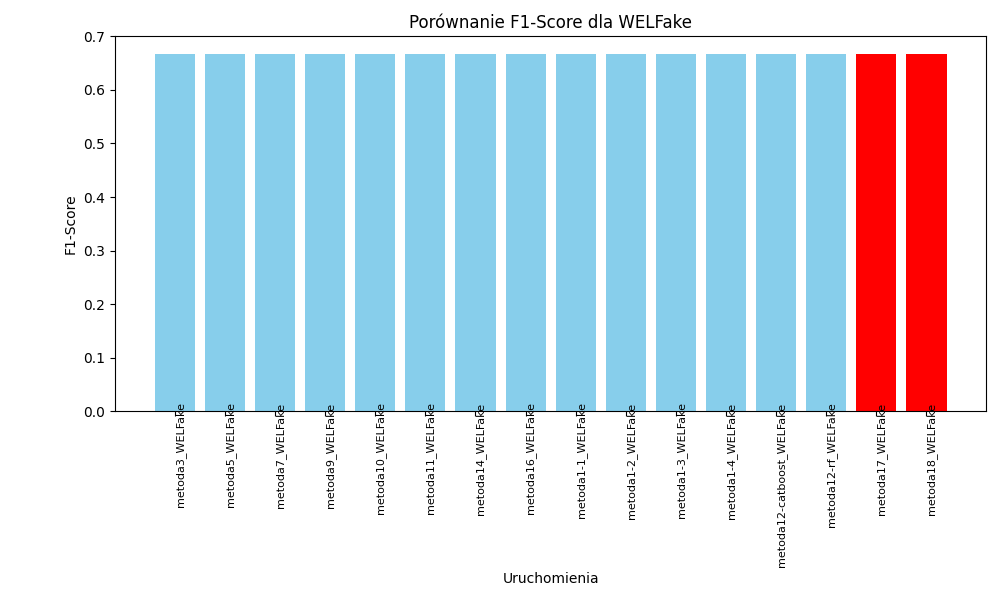 Porównanie F1-Score dla WELFake
0.7
0.6
0.5
0.4
0.3
0.2
0.1
0.0
F1-Score
metoda3_WELFake
metoda5_WELFake
metoda7_WELFake
metoda9_WELFake
metoda10_WELFake
metoda11_WELFake
metoda14_WELFake
metoda16_WELFake
metoda1-1_WELFake
metoda1-2_WELFake
metoda1-3_WELFake
metoda1-4_WELFake
metoda12-catboost_WELFake
metoda12-rf_WELFake
metoda17_WELFake
metoda18_WELFake
Uruchomienia